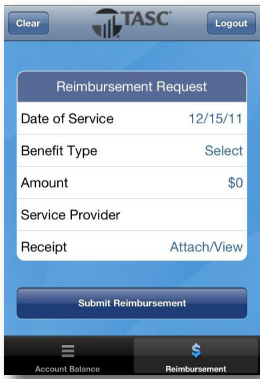 Clear TASC Logout
Reimbursement Request
Date of Service 12/15/11
Benefit Type Select
Amount $0
Service Provider
Receipt Attach/View
Submit Reimbursement
$
Account Balance Reimbursement